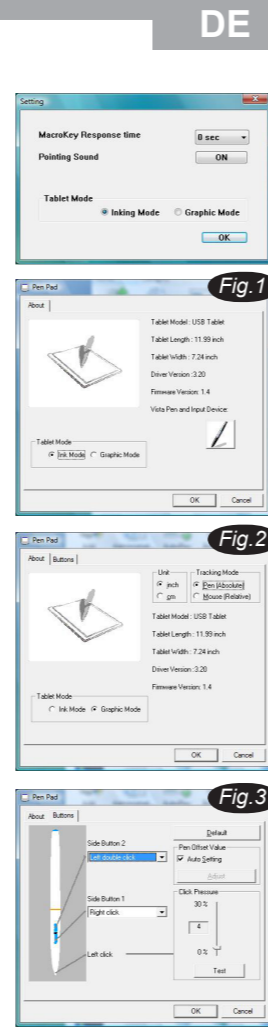 DE
Setting
MacroKey Response time
0 sec
Pointing Sound
ON
Tablet Mode
Inking Mode
Graphic Mode
OK
Fig.1
Pen Pad
About
Tablet Model : USB Tablet
Tablet Length : 11.99 inch
Tablet Width : 7.24 inch
Driver Version :3.20
Firmware Version: 1.4
Vista Pen and Input Device:
Tablet Mode
Ink Mode
Graphic Mode
OK
Cancel
Fig.2
Pen Pad
About
Buttons
Unit
inch
cm
Tracking Mode
Pen (Absolute)
Mouse (Relative)
Tablet Model : USB Tablet
Tablet Length : 11.99 inch
Tablet Width : 7.24 inch
Driver Version :3.20
Firmware Version: 1.4
Tablet Mode
Ink Mode
Graphic Mode
OK
Cancel
Fig.3
Pen Pad
About
Buttons
Side Button 2
Left double click
Side Button 1
Right click
Left click
Default
Pen Offset Value
Auto Setting
Adjust
Click Pressure
30 %
4
0 %
Test
OK
Cancel